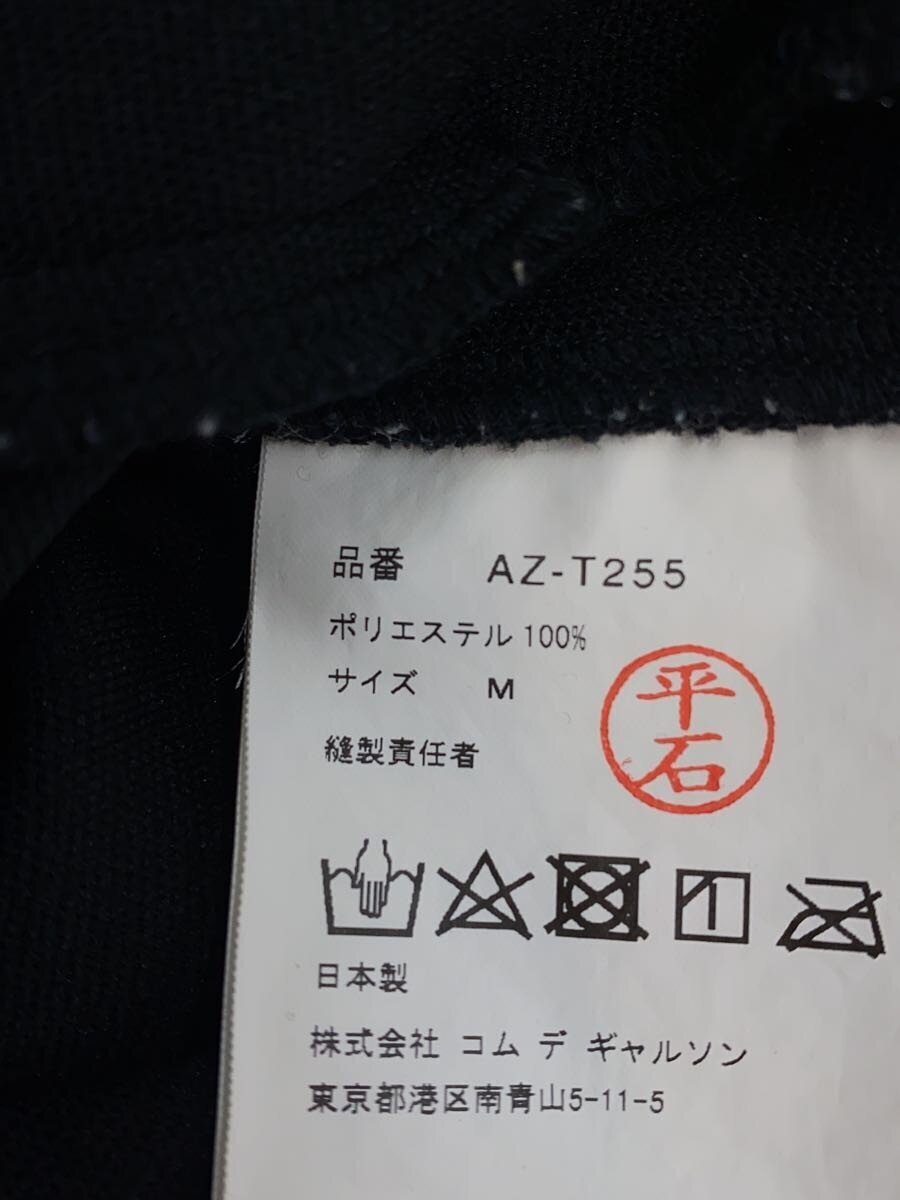 品番 AZ-T255
ポリエステル100%
サイズ M
縫製責任者
平石
日本製
株式会社 コム デ ギャルソン
東京都港区南青山5-11-5